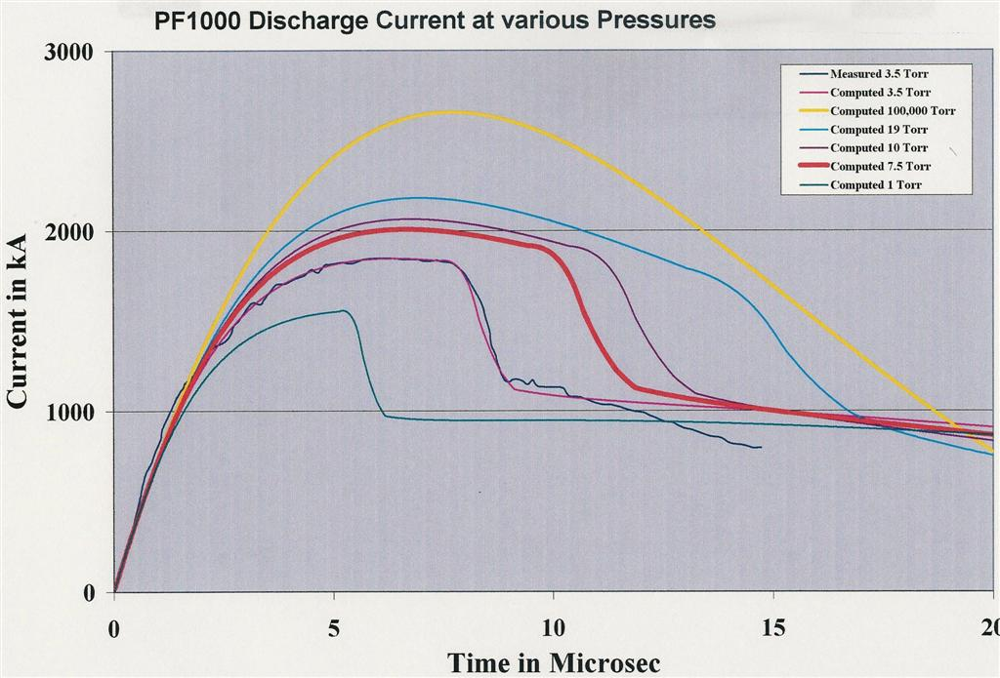 PF1000 Discharge Current at various Pressures
3000
2000
1000
0
Current in kA
Measured 3.5 Torr
Computed 3.5 Torr
Computed 100,000 Torr
Computed 19 Torr
Computed 10 Torr
Computed 7.5 Torr
Computed 1 Torr
0 5 10 15 20
Time in Microsec